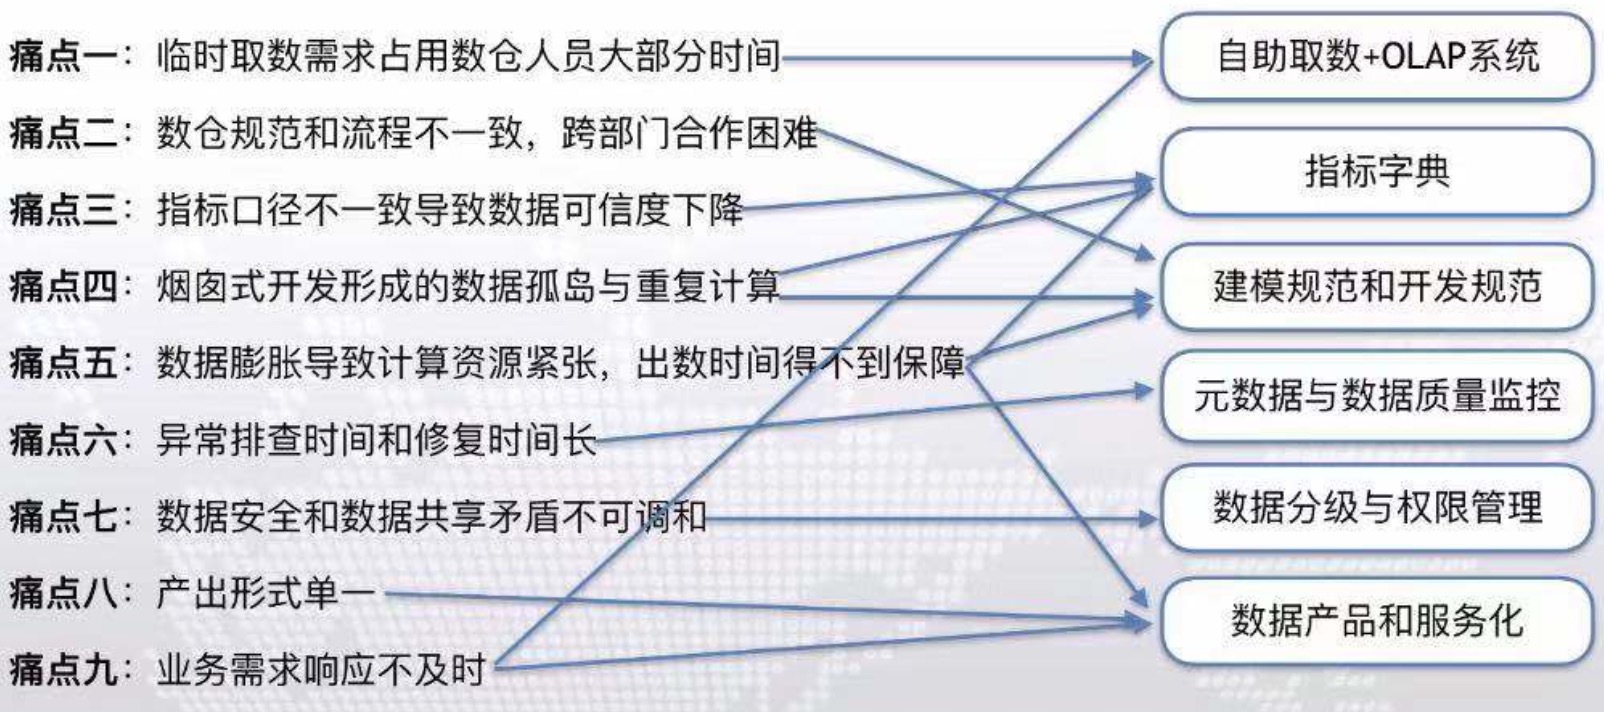 痛点一：临时取数需求占用数仓人员大部分时间
自助取数+OLAP系统
痛点二：数仓规范和流程不一致，跨部门合作困难
指标字典
痛点三：指标口径不一致导致数据可信度下降
痛点四：烟囱式开发形成的数据孤岛与重复计算
建模规范和开发规范
痛点五：数据膨胀导致计算资源紧张，出数时间得不到保障
元数据与数据质量监控
痛点六：异常排查时间和修复时间长
痛点七：数据安全和数据共享矛盾不可调和
数据分级与权限管理
痛点八：产出形式单一
数据产品和服务化
痛点九：业务需求响应不及时